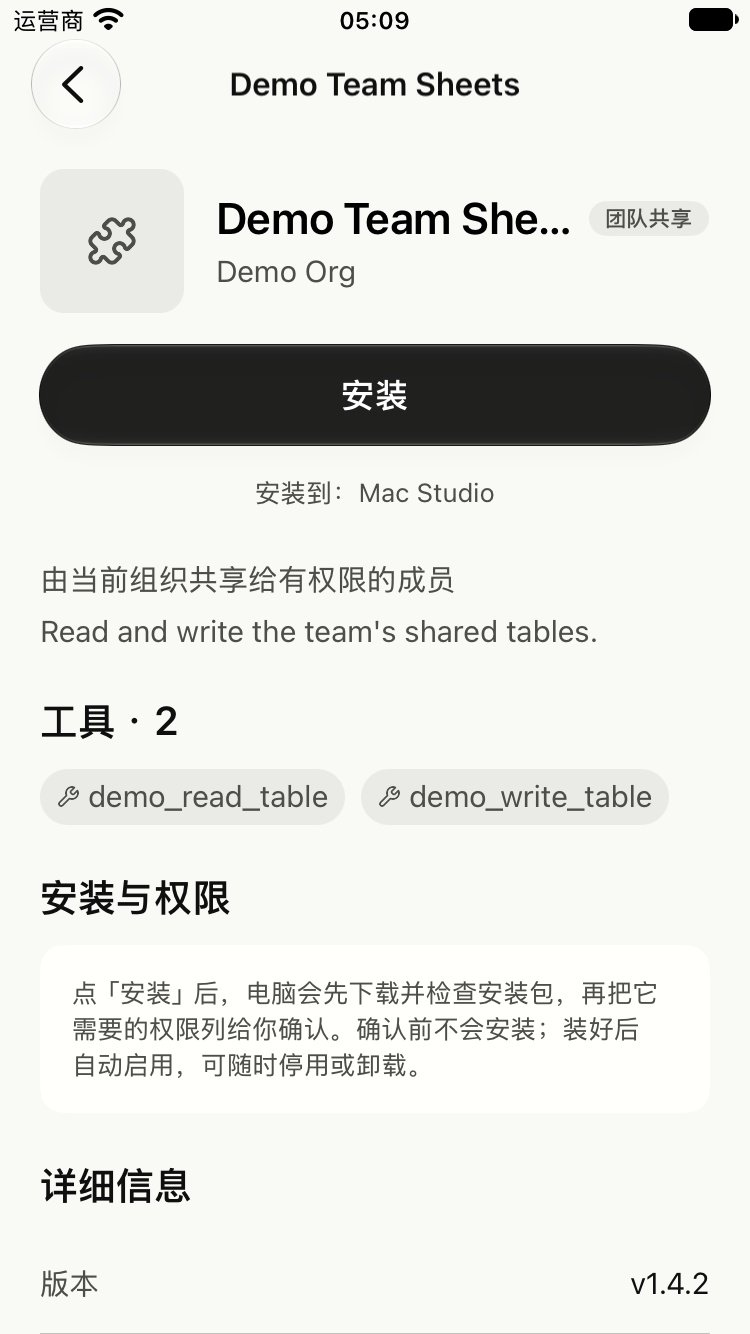 运营商
05:09
Demo Team Sheets
Demo Team She...
团队共享
Demo Org
安装
安装到：Mac Studio
由当前组织共享给有权限的成员
Read and write the team's shared tables.
工具 · 2
demo_read_table
demo_write_table
安装与权限
点「安装」后，电脑会先下载并检查安装包，再把它
需要的权限列给你确认。确认前不会安装；装好后
自动启用，可随时停用或卸载。
详细信息
版本
v1.4.2